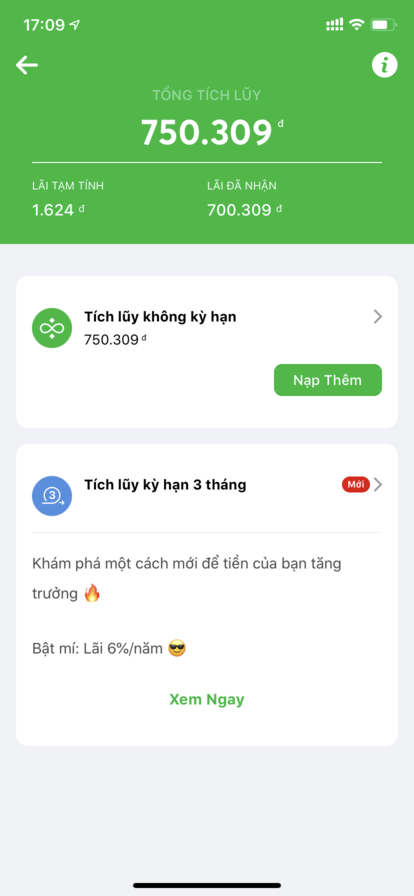 17:09
TỔNG TÍCH LŨY
750.309 đ
LÃI TẠM TÍNH
LÃI ĐÃ NHẬN
1.624 đ
700.309 đ
Tích lũy không kỳ hạn
750.309 đ
Nạp Thêm
3
Tích lũy kỳ hạn 3 tháng
Mới
Khám phá một cách mới để tiền của bạn tăng
trưởng 🔥
Bật mí: Lãi 6%/năm 😎
Xem Ngay